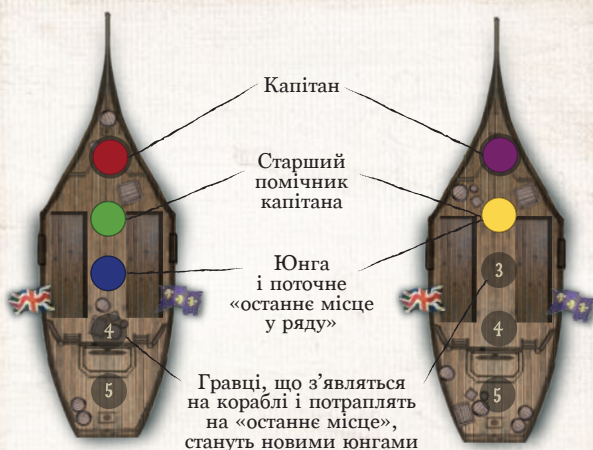 Капітан
Старший
помічник
капітана
Юнга
і поточне
«останнє місце
у ряду»
3
4
4
5
5
Гравці, що з’являться
на кораблі і потраплять
на «останнє місце»,
стануть новими юнгами